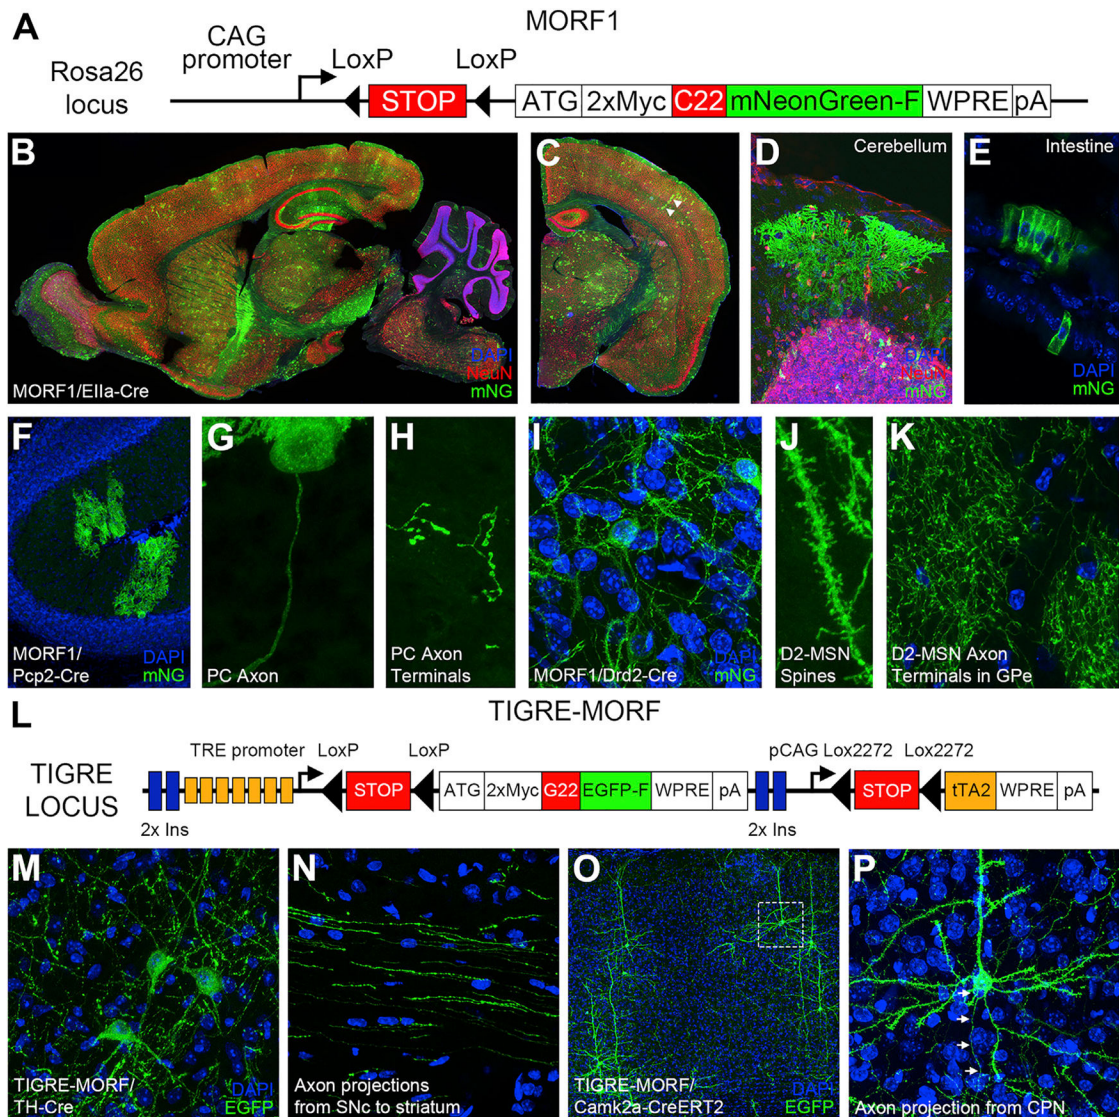 A
MORF1
CAG
promoter
LoxP
LoxP
Rosa26
locus
STOP
ATG
2xMyc
C22
mNeonGreen-F
WPRE
pA
B
MORF1/EIIa-Cre
DAPI
NeuN
mNG
C
D
Cerebellum
DAPI
NeuN
mNG
E
Intestine
DAPI
mNG
F
MORF1/
Pcp2-Cre
DAPI
mNG
G
PC Axon
H
PC Axon
Terminals
I
MORF1/Drd2-Cre
DAPI
mNG
J
D2-MSN
Spines
K
D2-MSN Axon
Terminals in GPe
L
TIGRE-MORF
TRE promoter
LoxP
LoxP
pCAG
Lox2272
Lox2272
TIGRE
LOCUS
STOP
ATG
2xMyc
G22
EGFP-F
WPRE
pA
STOP
tTA2
WPRE
pA
2x Ins
2x Ins
M
TIGRE-MORF/
TH-Cre
DAPI
EGFP
N
Axon projections
from SNc to striatum
O
TIGRE-MORF/
Camk2a-CreERT2
DAPI
EGFP
P
Axon projection from CPN